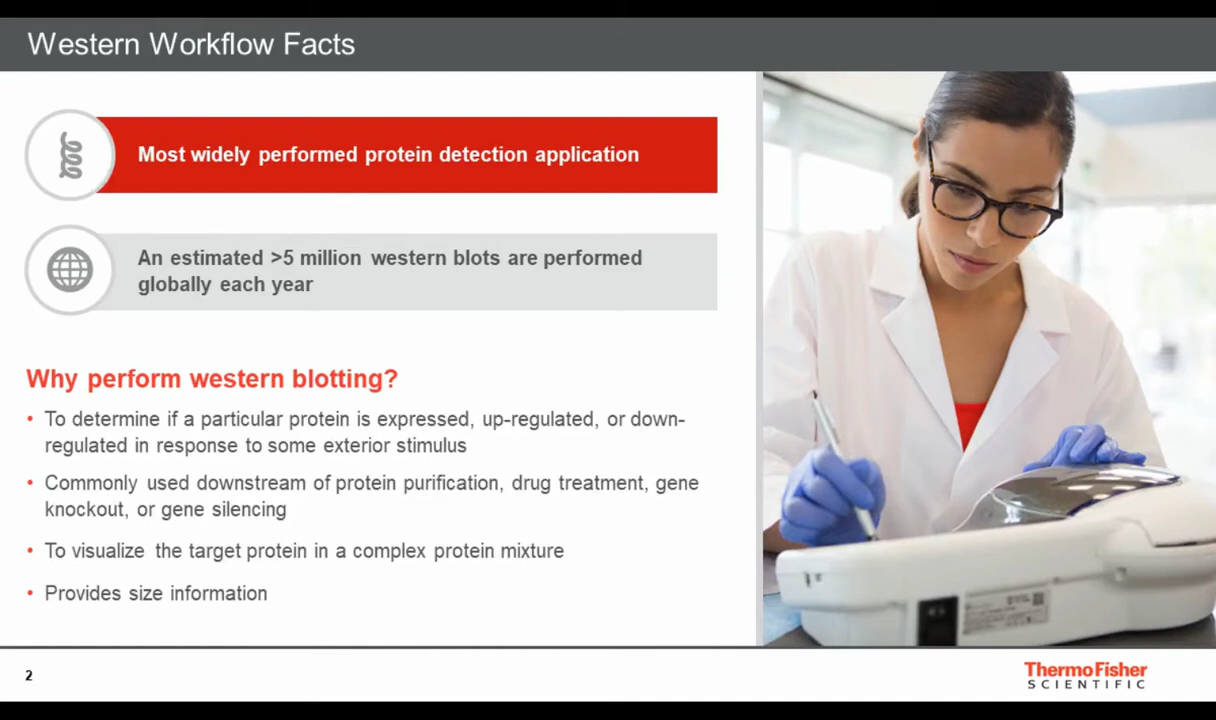 Western Workflow Facts
Most widely performed protein detection application
An estimated >5 million western blots are performed
globally each year
Why perform western blotting?
• To determine if a particular protein is expressed, up-regulated, or down-
regulated in response to some exterior stimulus
• Commonly used downstream of protein purification, drug treatment, gene
knockout, or gene silencing
• To visualize the target protein in a complex protein mixture
• Provides size information
2
ThermoFisher
SCIENTIFIC